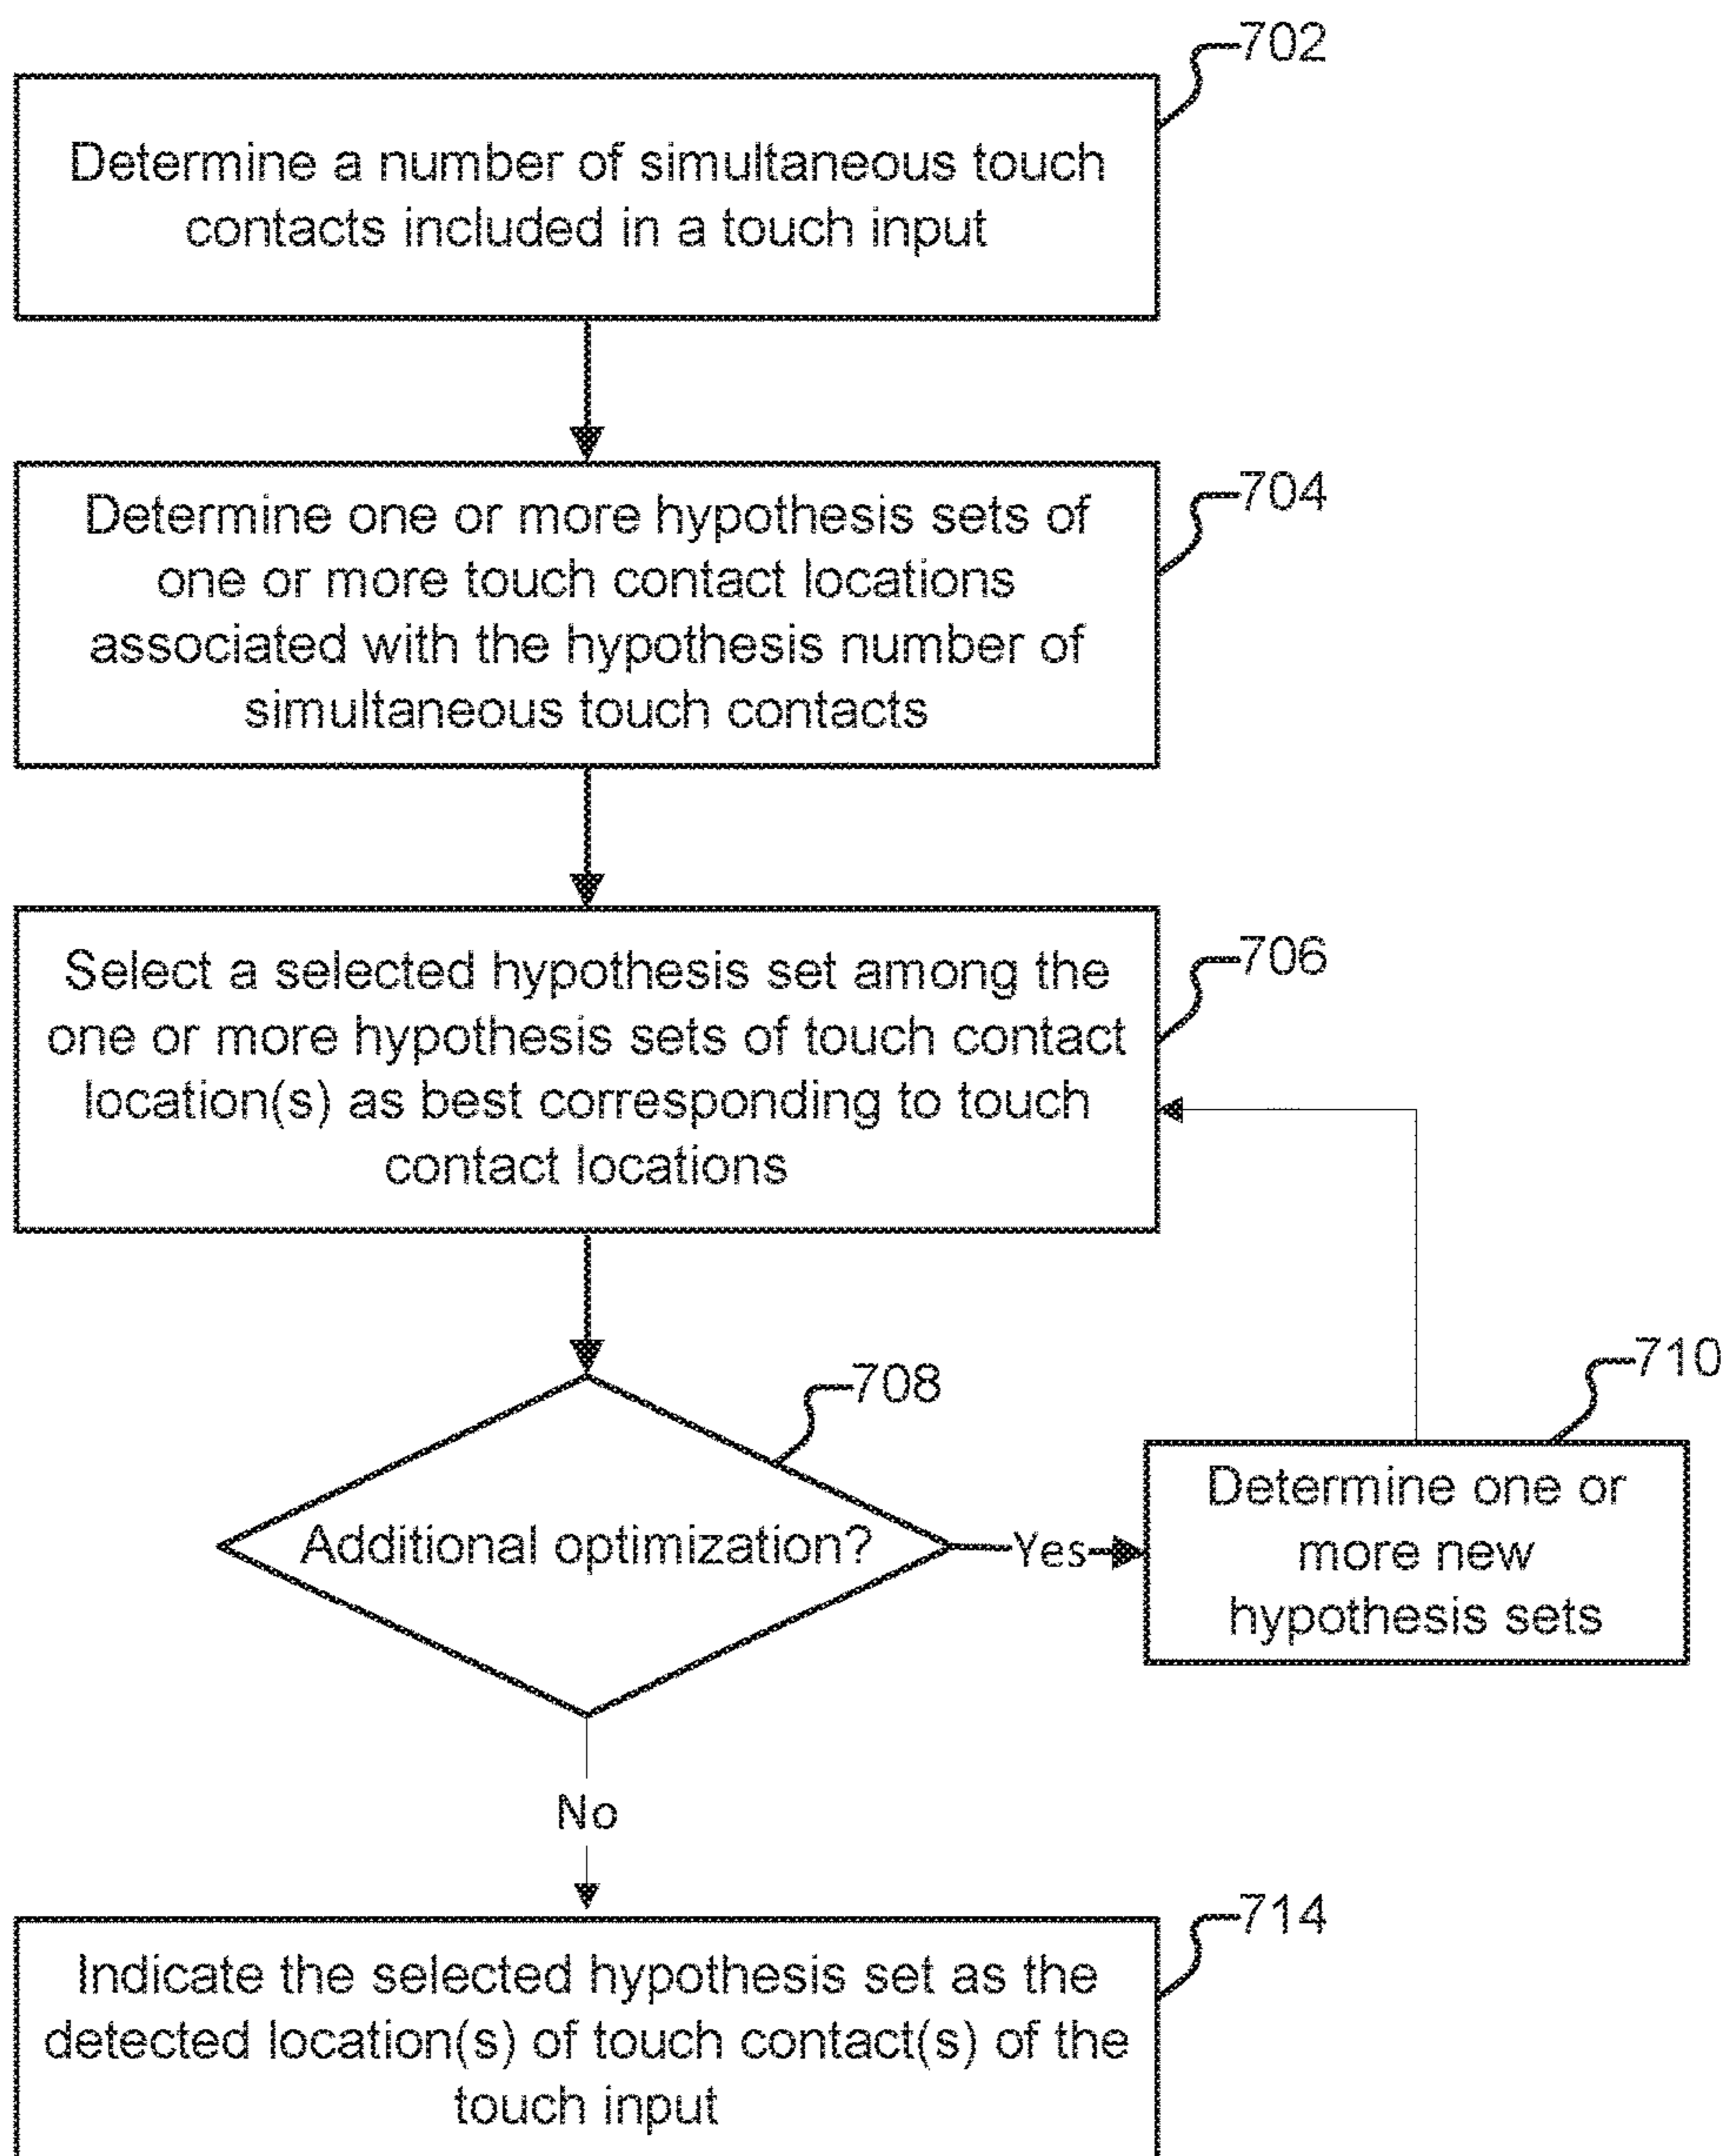 702
Determine a number of simultaneous touch
contacts included in a touch input
704
Determine one or more hypothesis sets of
one or more touch contact locations
associated with the hypothesis number of
simultaneous touch contacts
706
Select a selected hypothesis set among the
one or more hypothesis sets of touch contact
location(s) as best corresponding to touch
contact locations
708
Additional optimization?
Yes
710
Determine one or
more new
hypothesis sets
No
714
Indicate the selected hypothesis set as the
detected location(s) of touch contact(s) of the
touch input